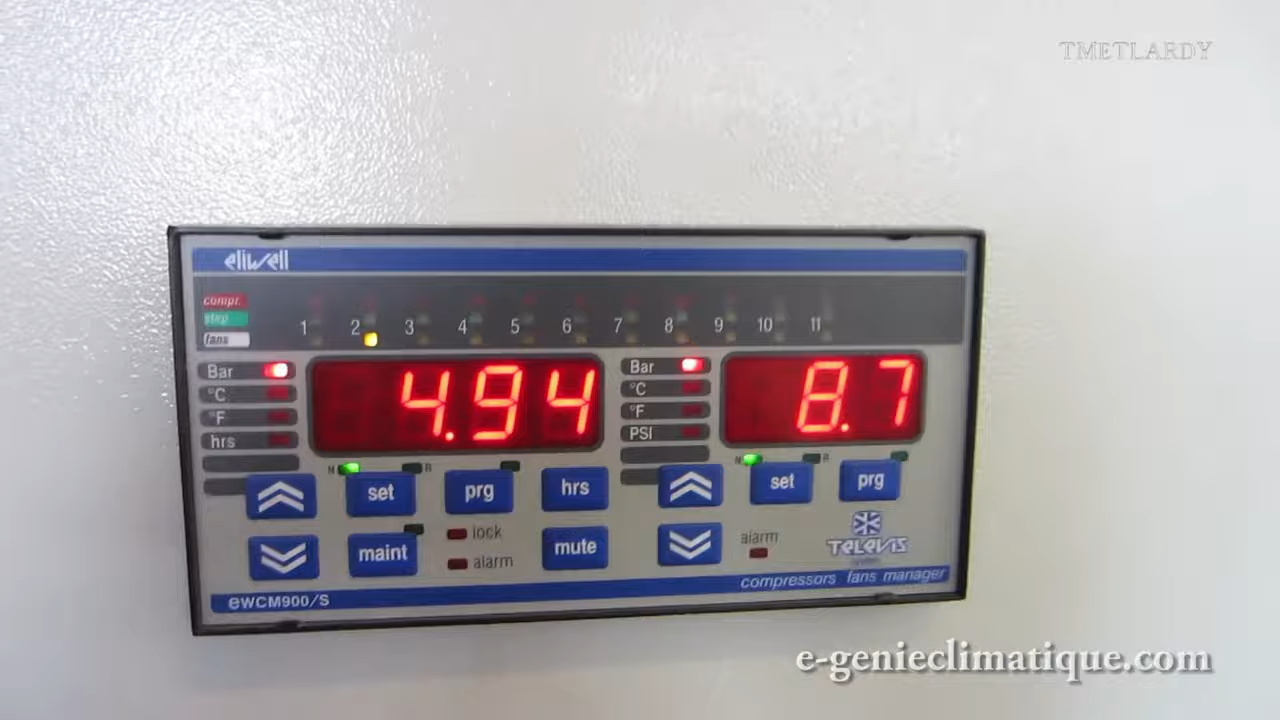 TMETLARDY
eliwell
compr.
step
fans
1 2 3 4 5 6 7 8 9 10 11
Bar
°C
°F
hrs
4.94
Bar
°C
°F
PSI
8.7
N R
set
prg
hrs
N R
set
prg
maint
lock
alarm
mute
alarm
TELEVIS
compressors fans manager
EWCM900/S
e-genieclimatique.com